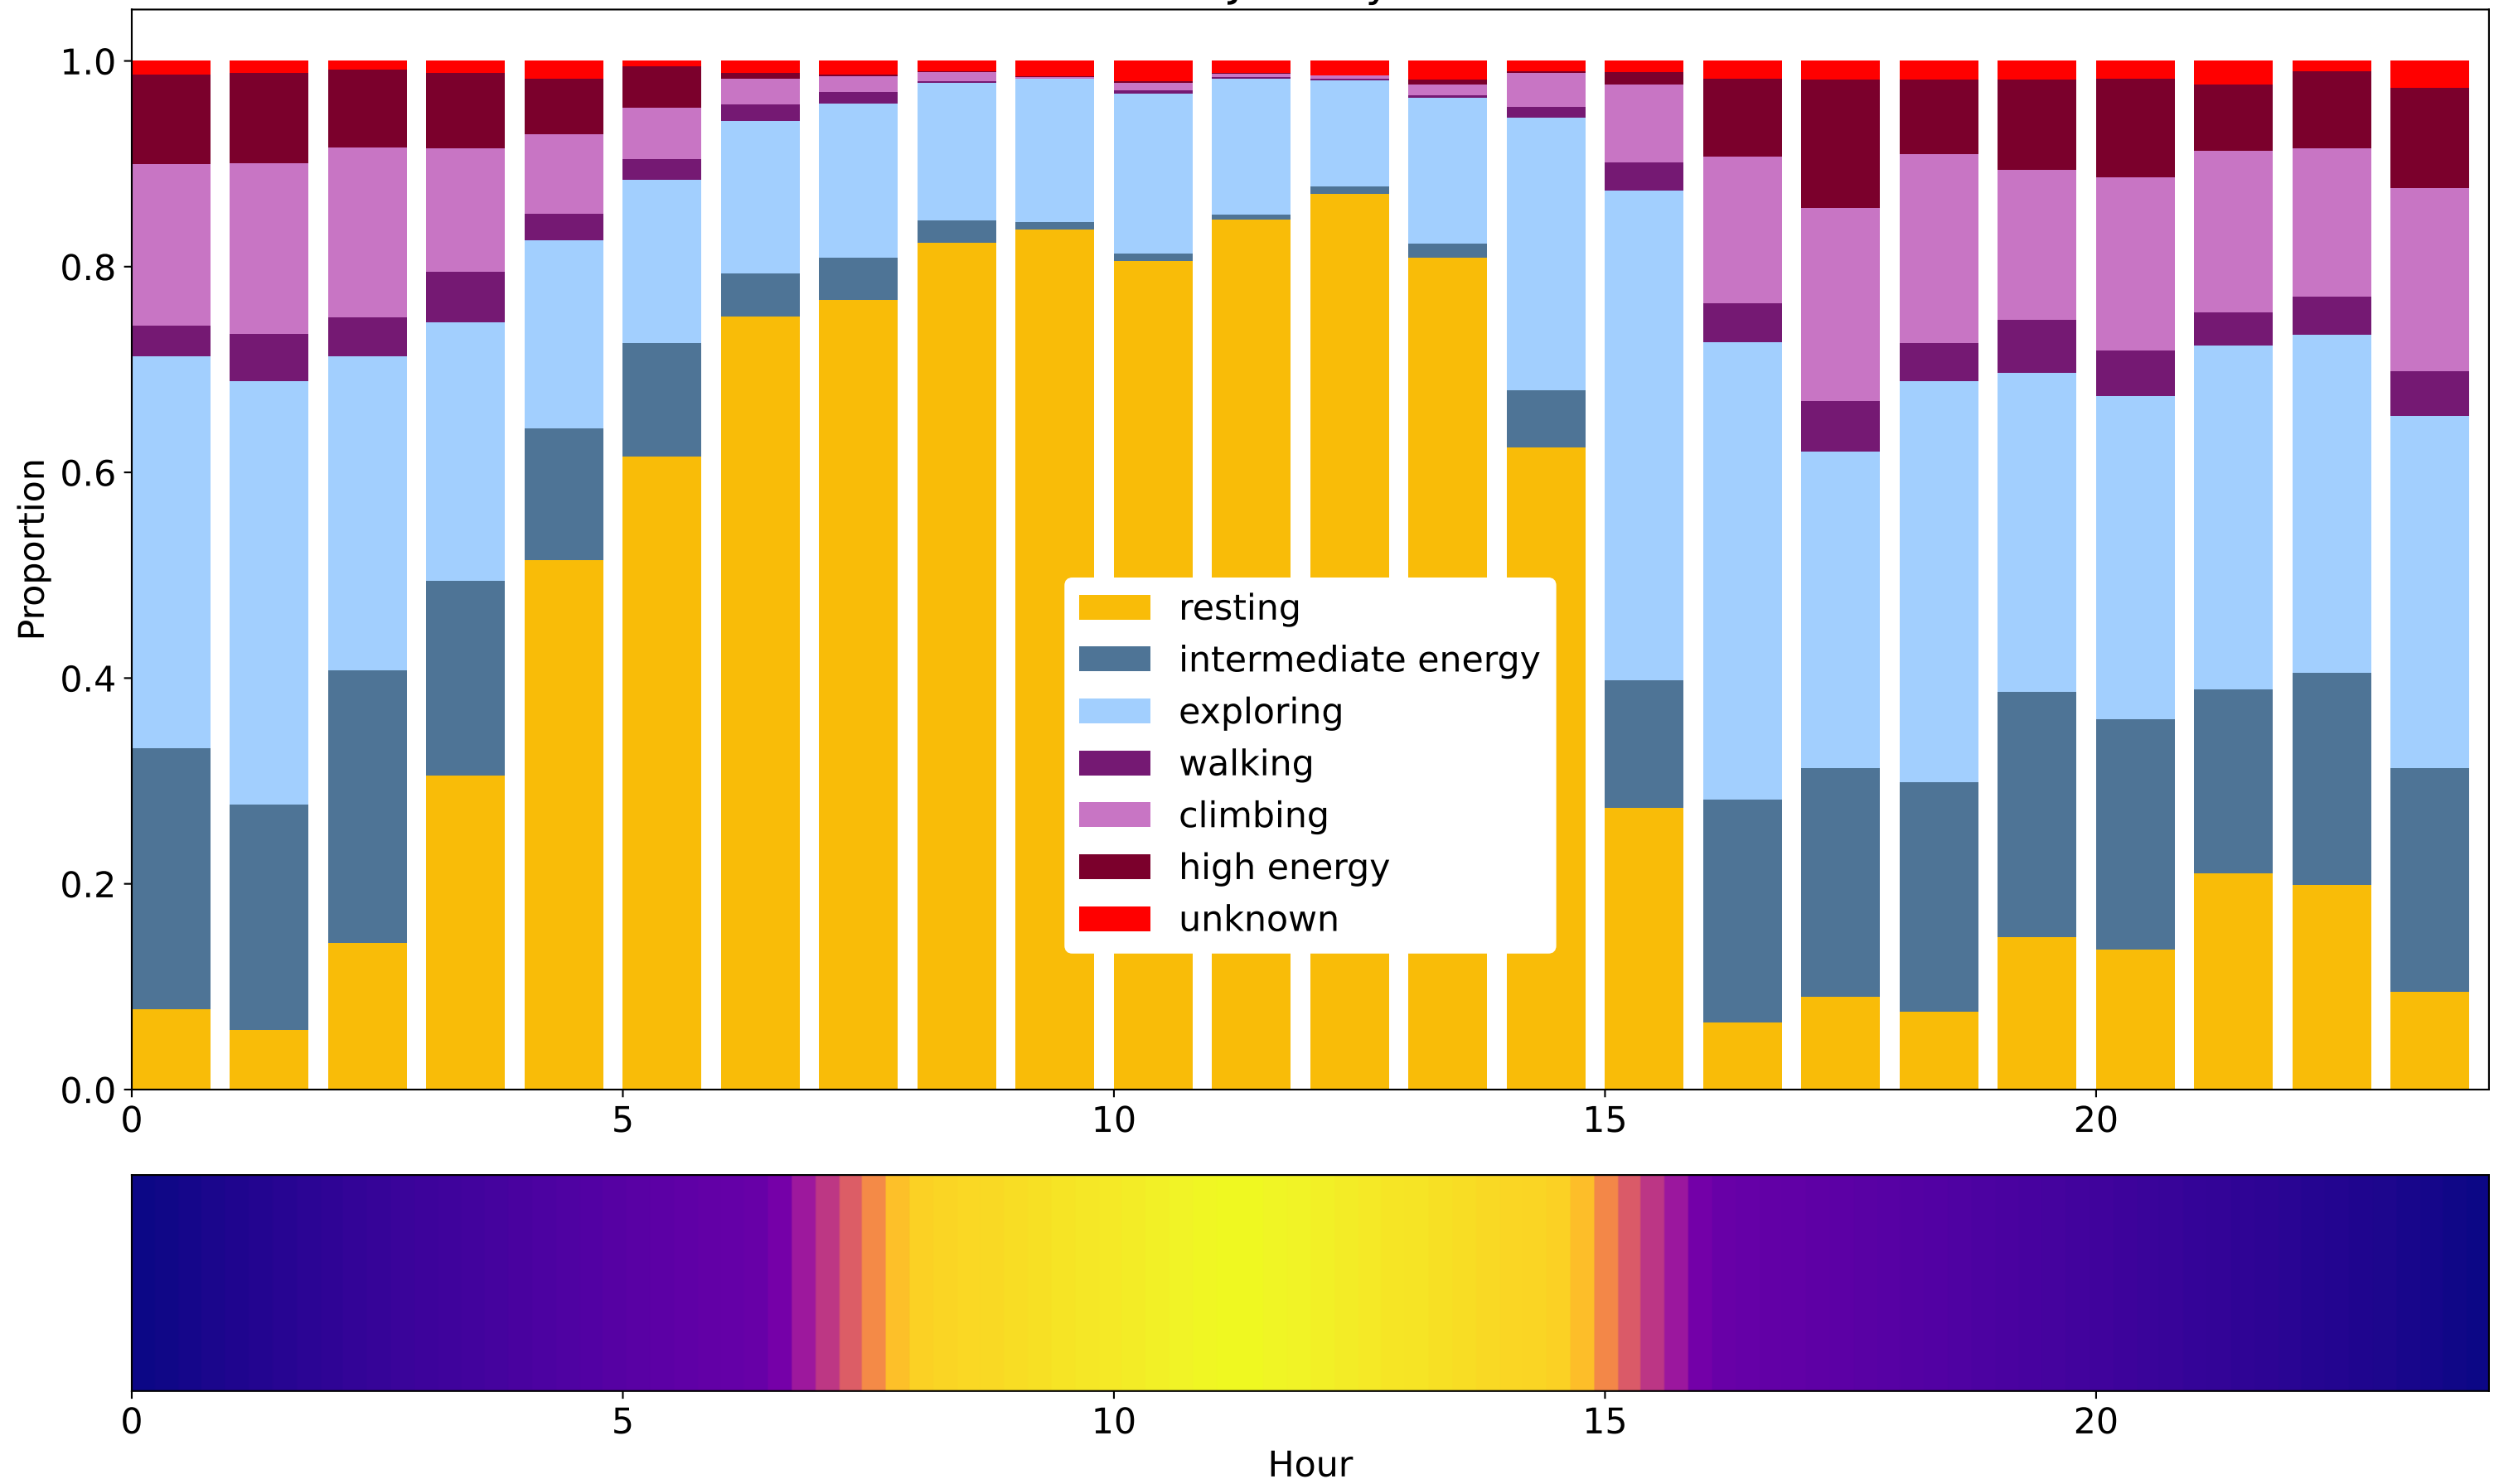 1.0
0.8
0.6
0.4
0.2
0.0
Proportion
resting
intermediate energy
exploring
walking
climbing
high energy
unknown
0 5 10 15 20
0 5 10 15 20
Hour